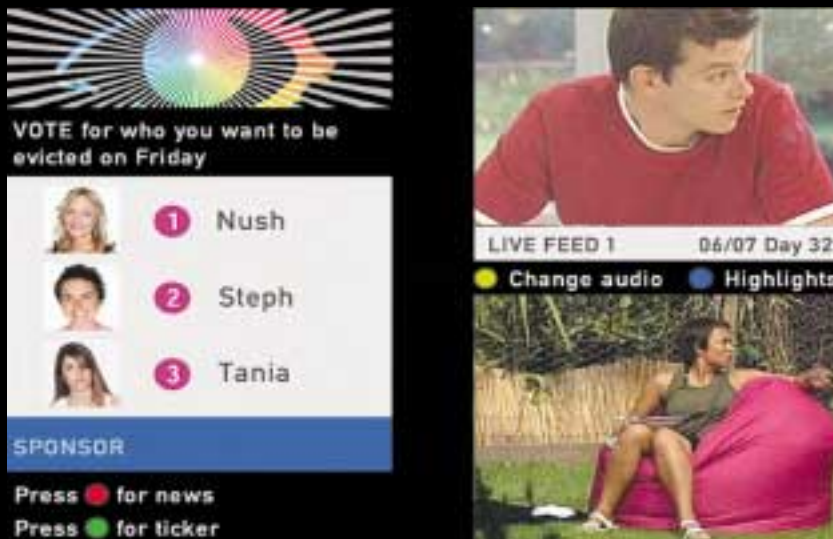 VOTE for who you want to be
evicted on Friday
1 Nush
2 Steph
3 Tania
SPONSOR
Press for news
Press for ticker
LIVE FEED 1 06/07 Day 32
Change audio Highlights